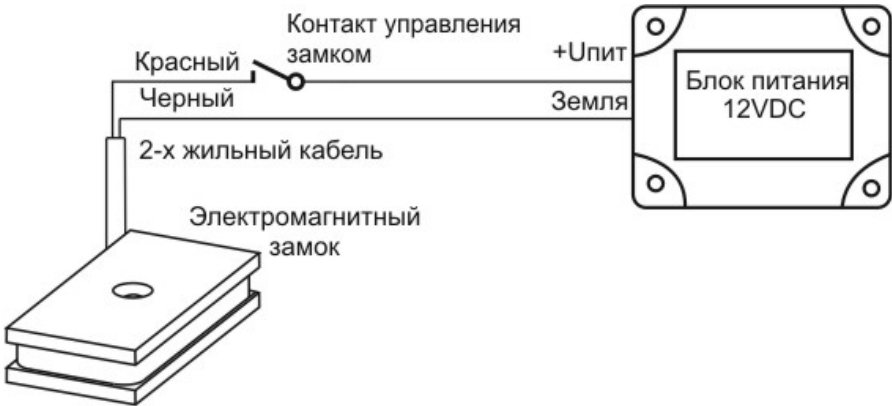 Контакт управления
замком
Красный
Черный
+Uпит
Земля
Блок питания
12VDC
2-х жильный кабель
Электромагнитный
замок